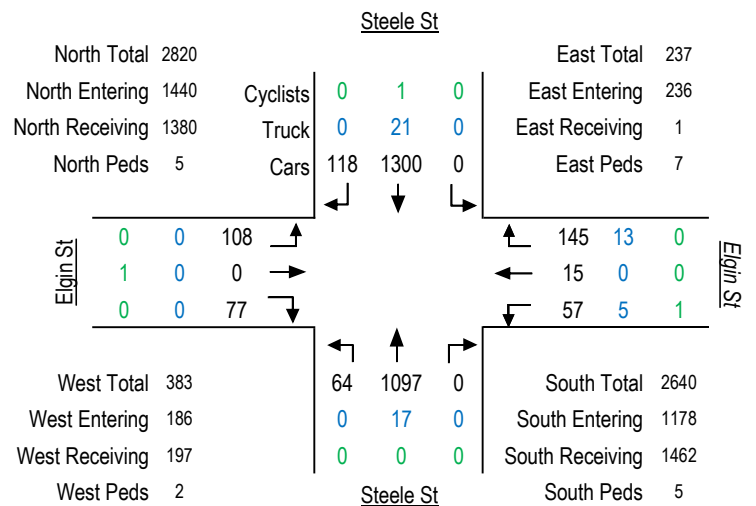 Steele St
North Total 2820
North Entering 1440
North Receiving 1380
North Peds 5
East Total 237
East Entering 236
East Receiving 1
East Peds 7
Cyclists 0 1 0
Truck 0 21 0
Cars 118 1300 0
Elgin St
0 0 108
1 0 0
0 0 77
145 13 0
15 0 0
57 5 1
Elgin St
64 1097 0
0 17 0
0 0 0
West Total 383
West Entering 186
West Receiving 197
West Peds 2
South Total 2640
South Entering 1178
South Receiving 1462
South Peds 5
Steele St